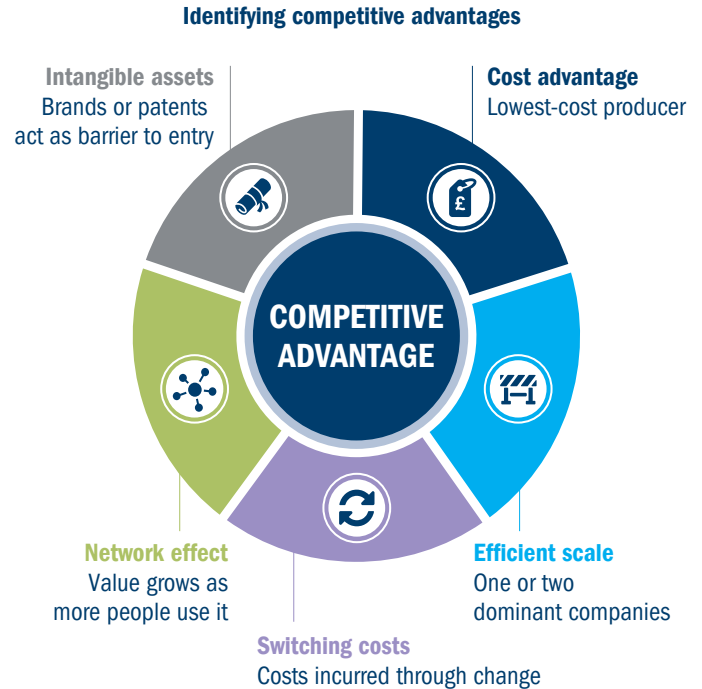 Identifying competitive advantages
Intangible assets
Brands or patents
act as barrier to entry
Cost advantage
Lowest-cost producer
£
COMPETITIVE
ADVANTAGE
Network effect
Value grows as
more people use it
Efficient scale
One or two
dominant companies
Switching costs
Costs incurred through change